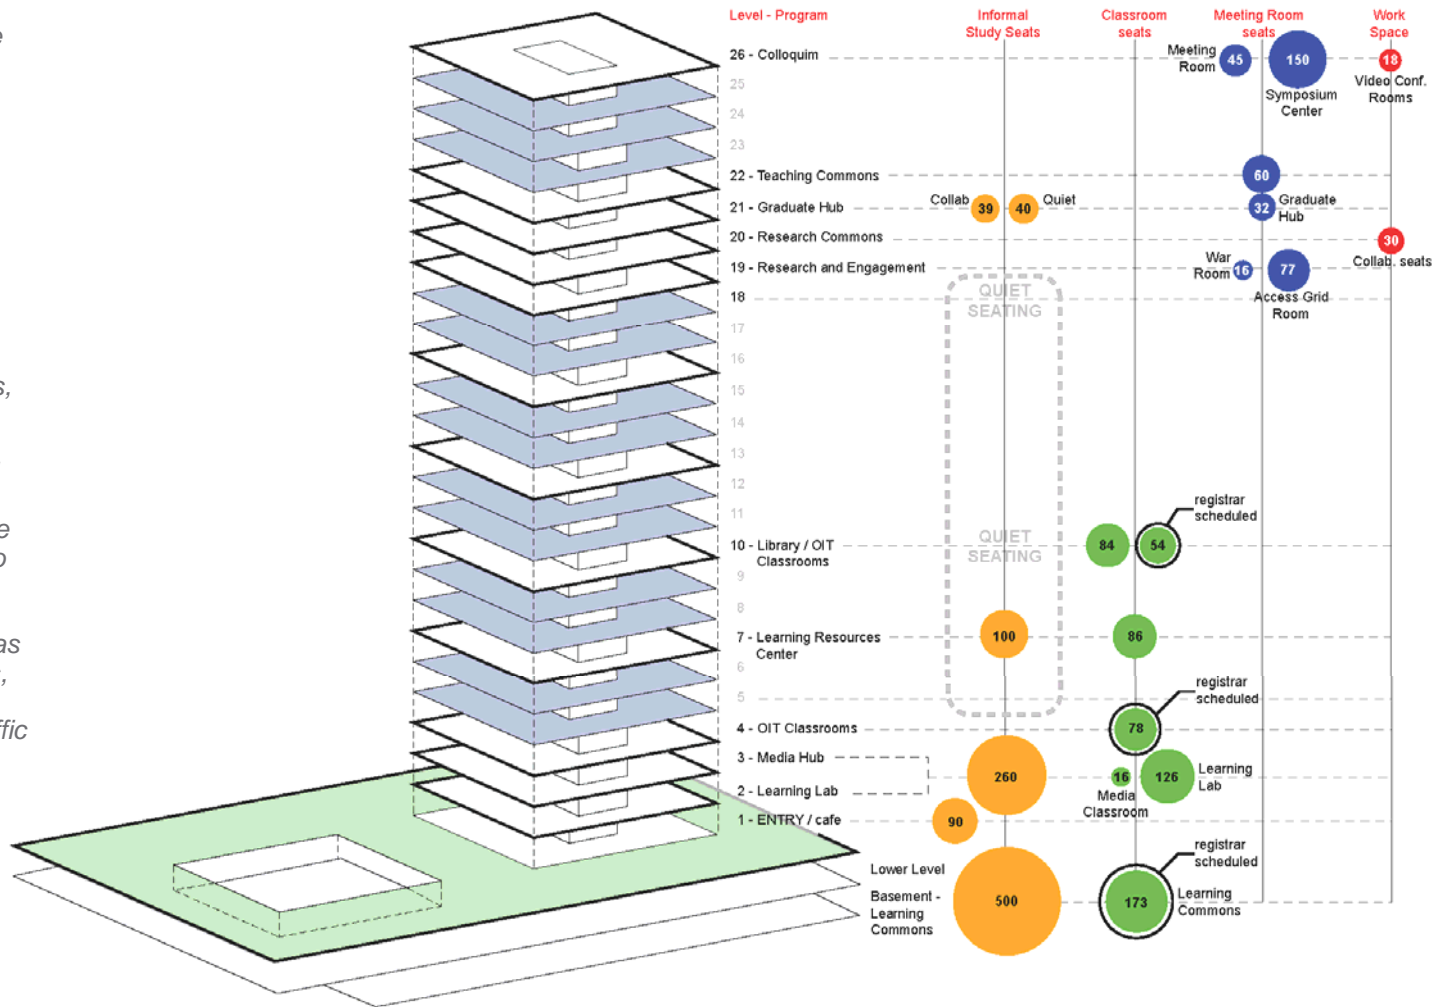 e
s,
e
o
as
s,
ffic
Level - Program
Informal
Study Seats
Classroom
seats
Meeting Room
seats
Work
Space
26 - Colloquim
Meeting
Room
45
150
18
Symposium
Center
Video Conf.
Rooms
25
24
23
22 - Teaching Commons
60
21 - Graduate Hub
Collab
39
40
Quiet
32
Graduate
Hub
20 - Research Commons
30
Collab. seats
19 - Research and Engagement
War
Room
16
77
Access Grid
Room
18
QUIET
SEATING
17
16
15
14
13
12
11
10 - Library / OIT
Classrooms
QUIET
SEATING
84
54
registrar
scheduled
9
8
7 - Learning Resources
Center
100
86
6
5
registrar
scheduled
4 - OIT Classrooms
78
3 - Media Hub
2 - Learning Lab
260
16
Media
Classroom
126
Learning
Lab
1 - ENTRY / cafe
90
Lower Level
Basement -
Learning
Commons
500
173
registrar
scheduled
Learning
Commons